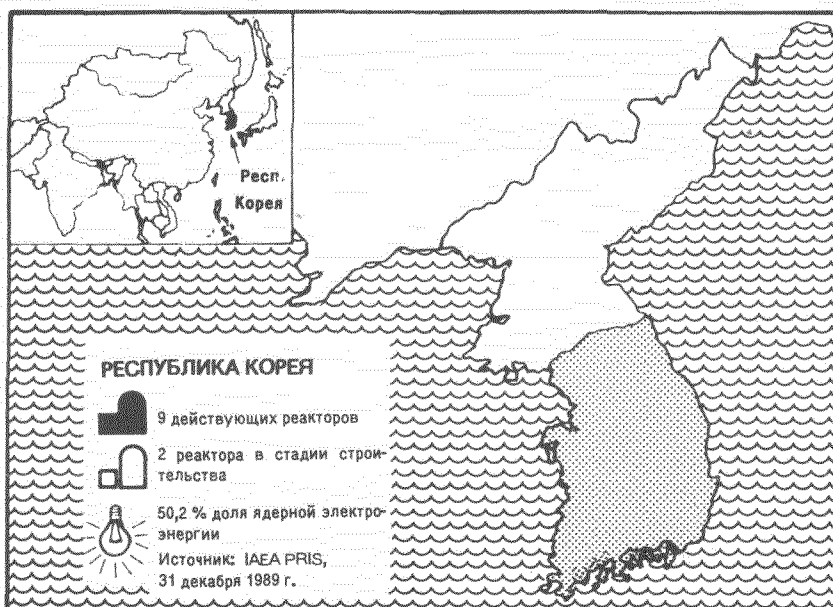 Респ.
Корея
РЕСПУБЛИКА КОРЕЯ
9 действующих реакторов
2 реактора в стадии строи-
тельства
50,2 % доля ядерной электро-
энергии
Источник: IAEA PRIS,
31 декабря 1989 г.